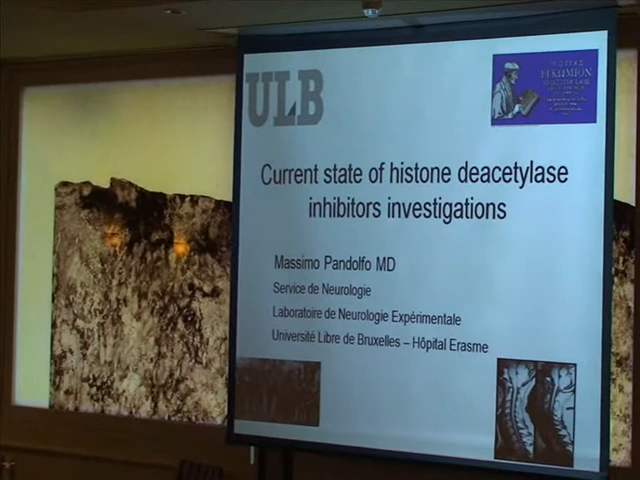 ULB
ΕΓΚΩΜΙΟΝ
Current state of histone deacetylase
inhibitors investigations
Massimo Pandolfo MD
Service de Neurologie
Laboratoire de Neurologie Expérimentale
Université Libre de Bruxelles – Hôpital Erasme